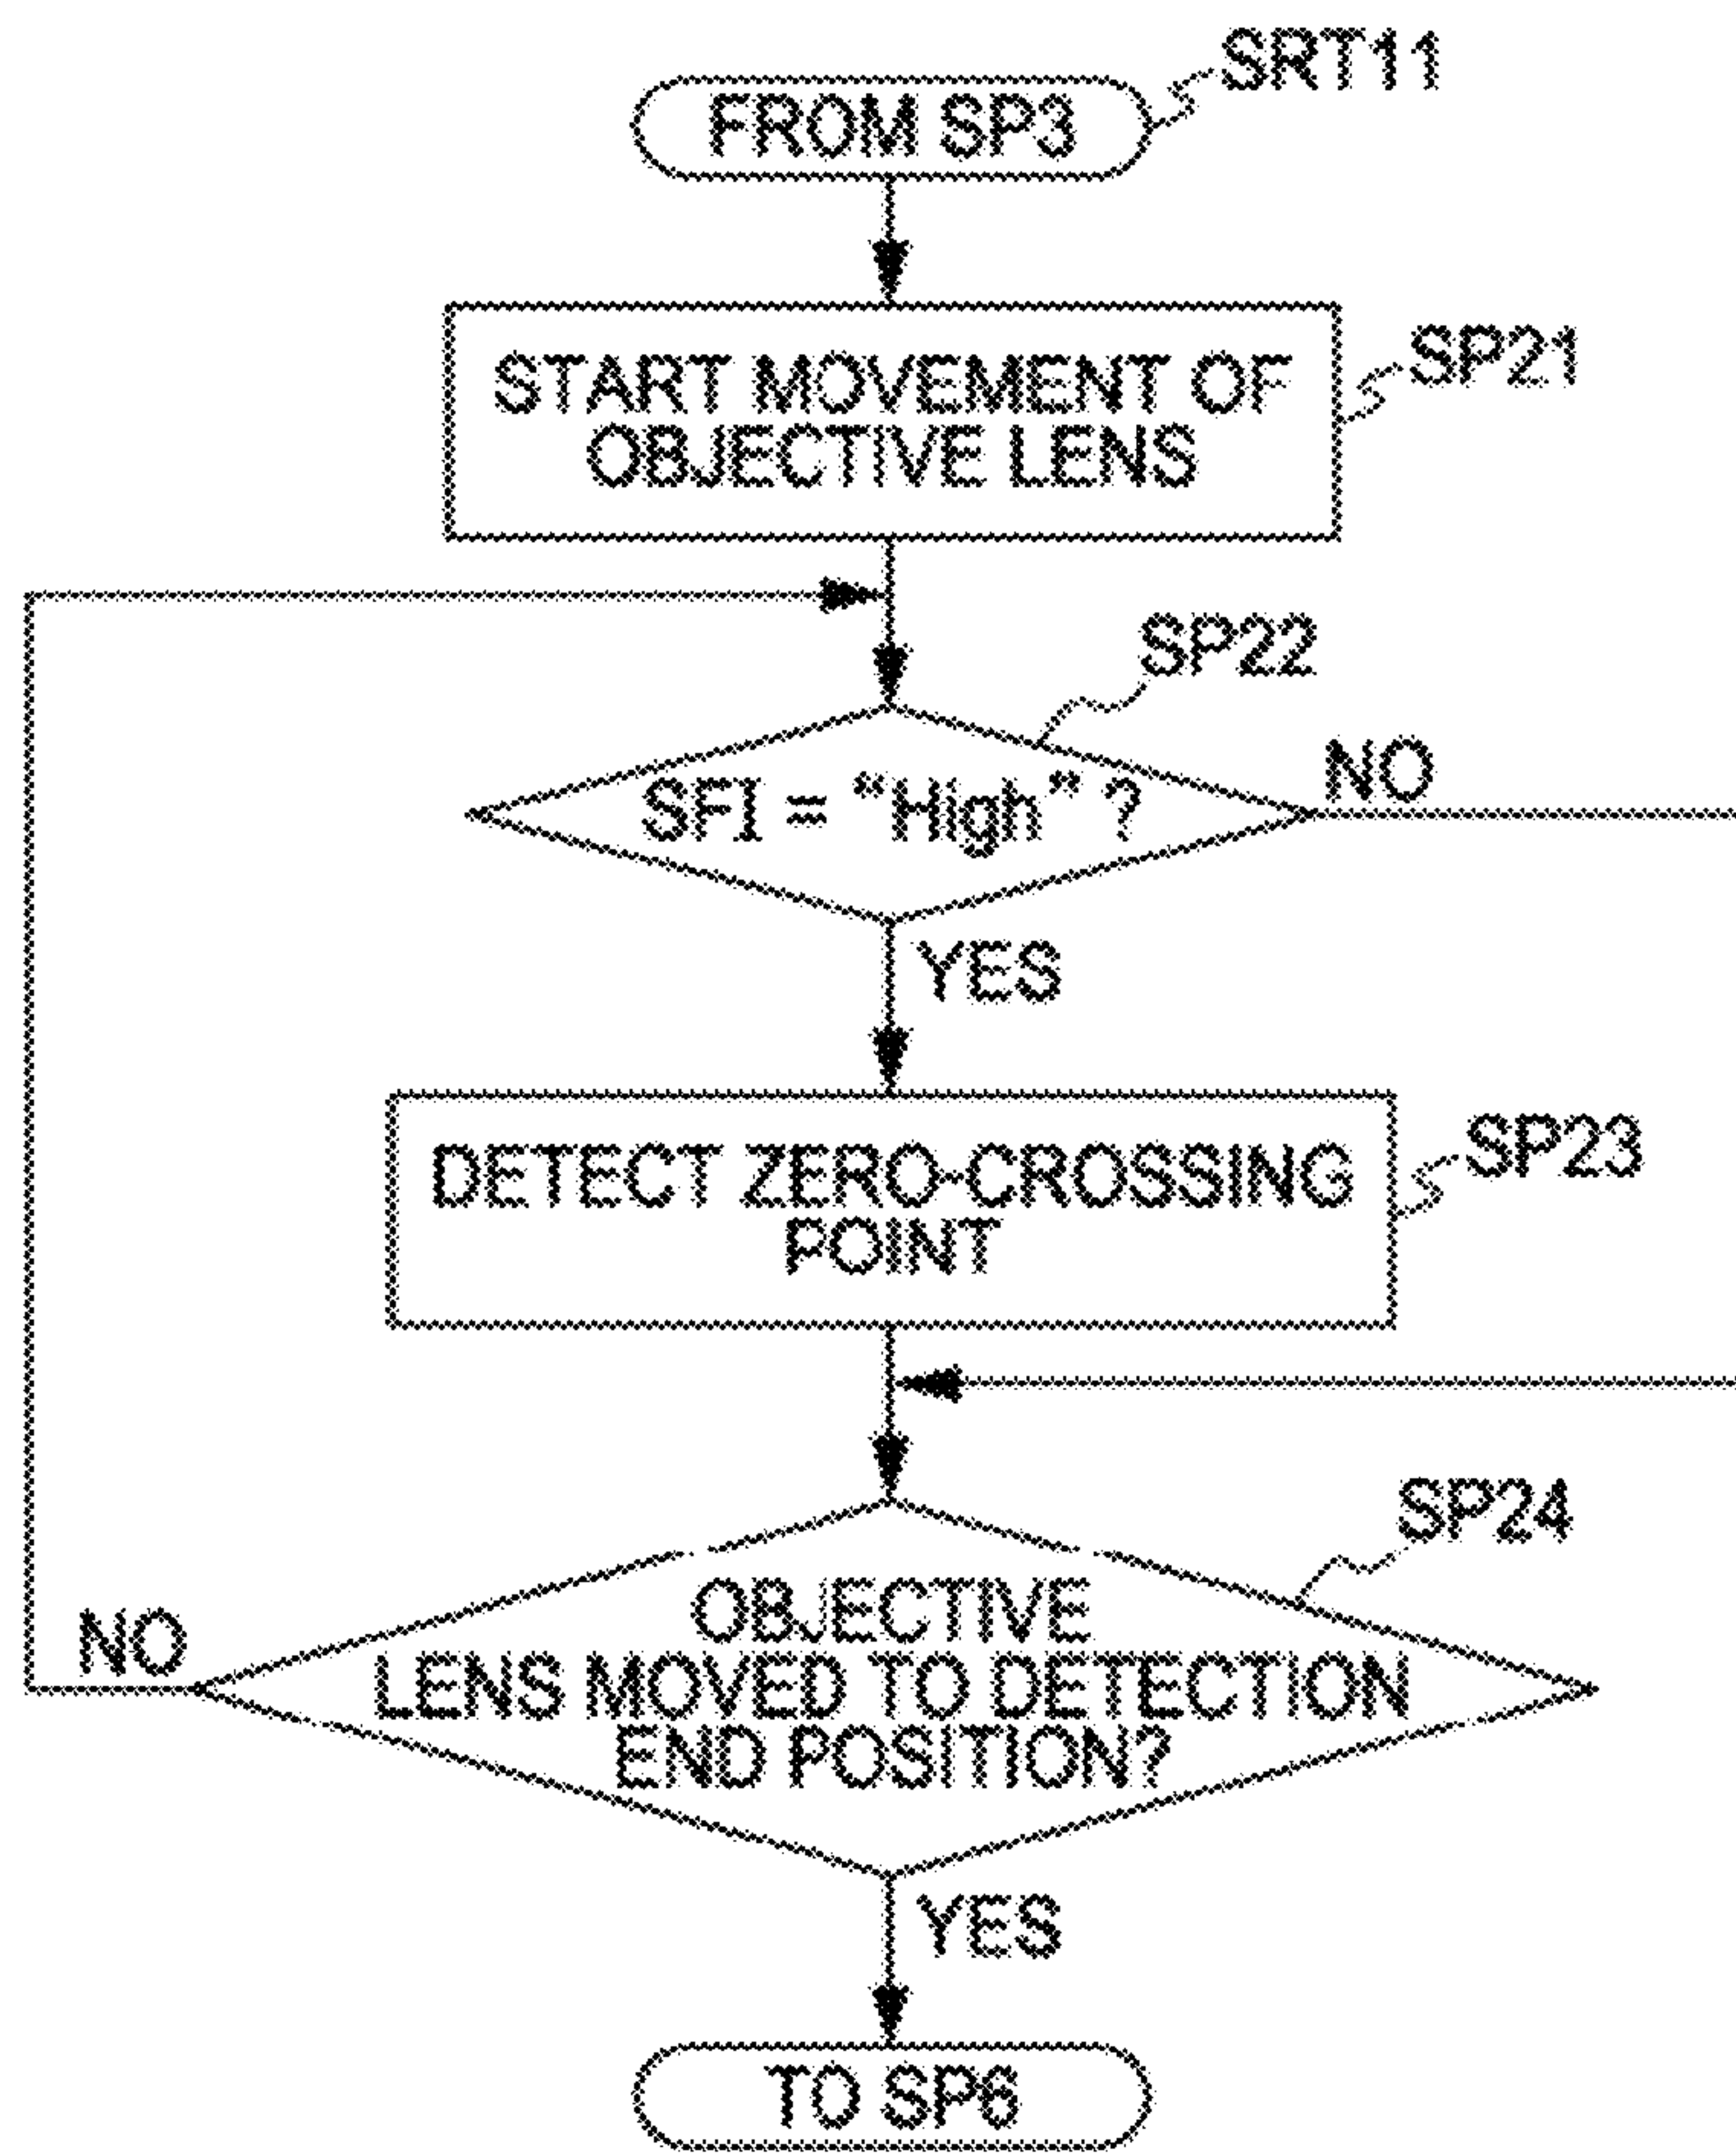 SRT11
FROM SP3
START MOVEMENT OF
OBJECTIVE LENS
SP21
SP22
SFI = “High” ?
NO
YES
DETECT ZERO-CROSSING
POINT
SP23
SP24
OBJECTIVE
LENS MOVED TO DETECTION
END POSITION?
NO
YES
TO SP6